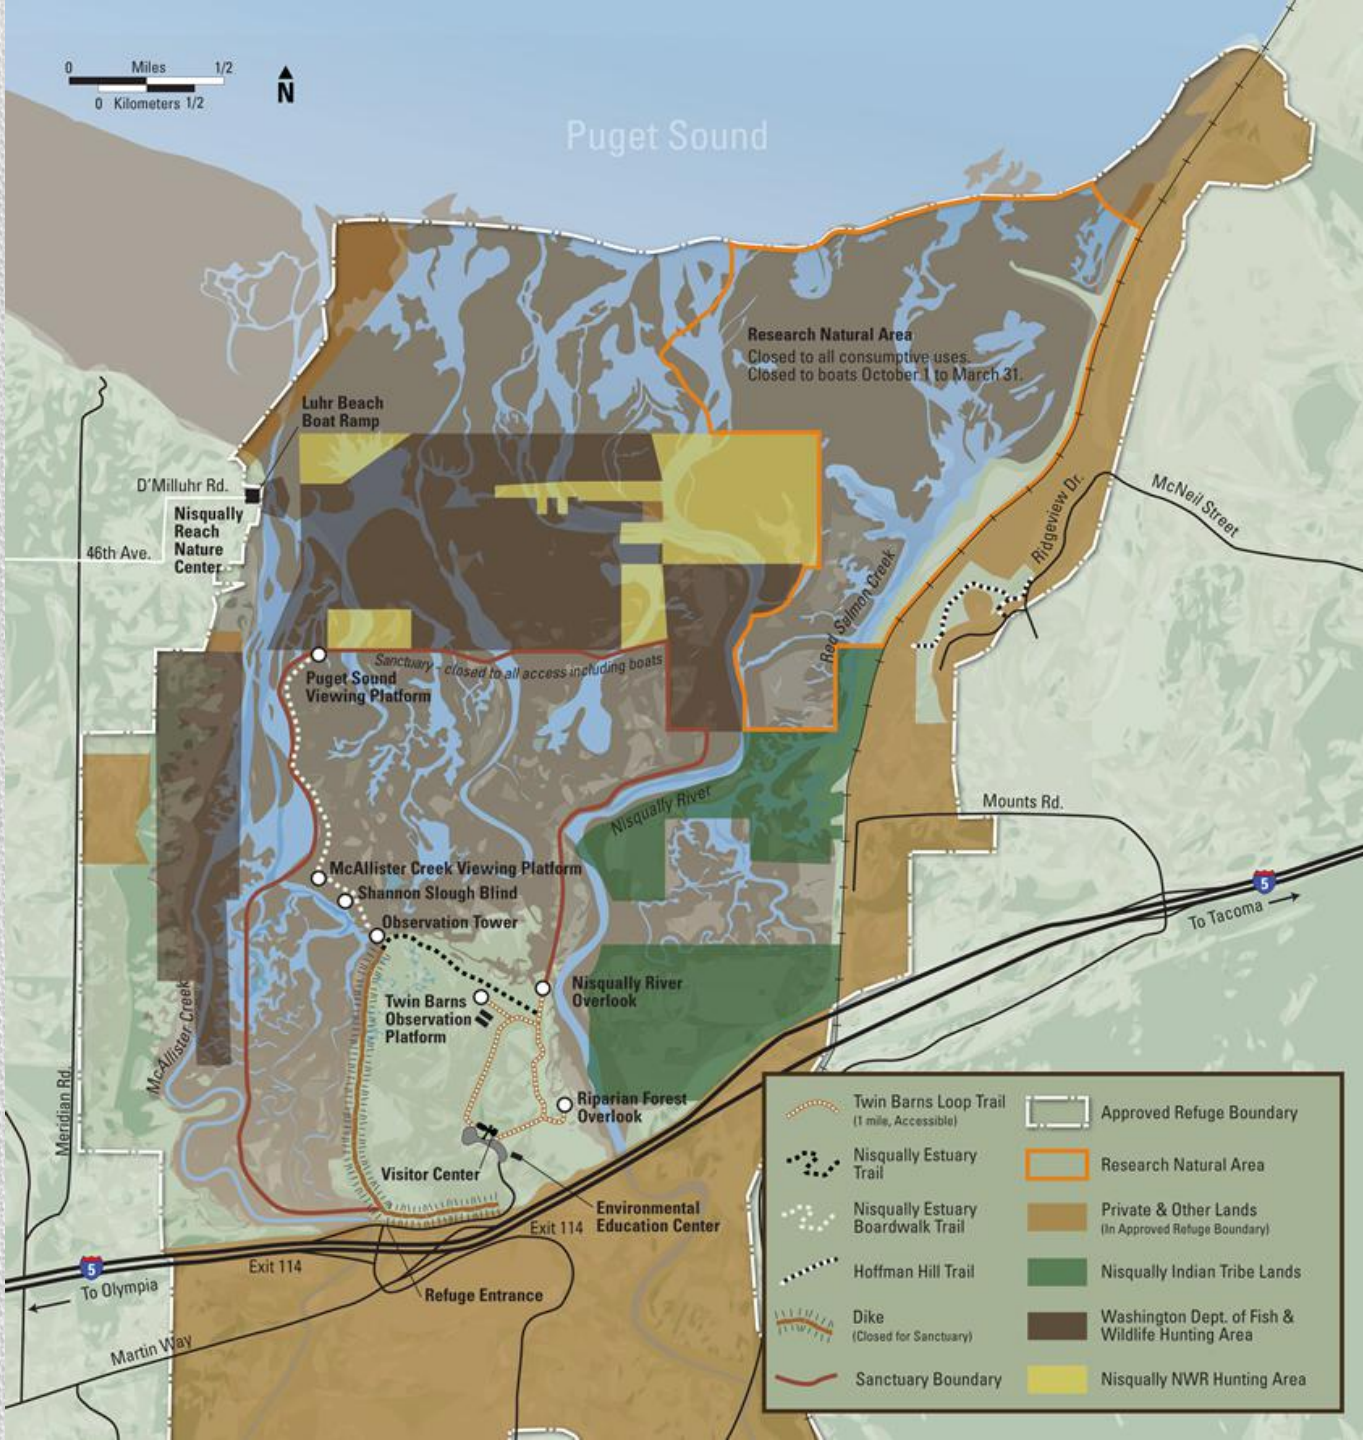 0 Miles 1/2
0 Kilometers 1/2
N
Puget Sound
Research Natural Area
Closed to all consumptive uses.
Closed to boats October 1 to March 31.
Luhr Beach
Boat Ramp
D'Milluhr Rd.
Nisqually
Reach
Nature
Center
46th Ave.
McNeil Street
Ridgeview Dr.
Red Salmon Creek
Sanctuary - closed to all access including boats
Puget Sound
Viewing Platform
Nisqually River
Mounts Rd.
McAllister Creek Viewing Platform
Shannon Slough Blind
Observation Tower
5
To Tacoma
Nisqually River
Overlook
Twin Barns
Observation
Platform
McAllister Creek
Meridian Rd.
Riparian Forest
Overlook
Visitor Center
Environmental
Education Center
Exit 114
Exit 114
5
To Olympia
Refuge Entrance
Martin Way
Twin Barns Loop Trail
(1 mile, Accessible)
Nisqually Estuary
Trail
Nisqually Estuary
Boardwalk Trail
Hoffman Hill Trail
Dike
(Closed for Sanctuary)
Sanctuary Boundary
Approved Refuge Boundary
Research Natural Area
Private & Other Lands
(In Approved Refuge Boundary)
Nisqually Indian Tribe Lands
Washington Dept. of Fish &
Wildlife Hunting Area
Nisqually NWR Hunting Area